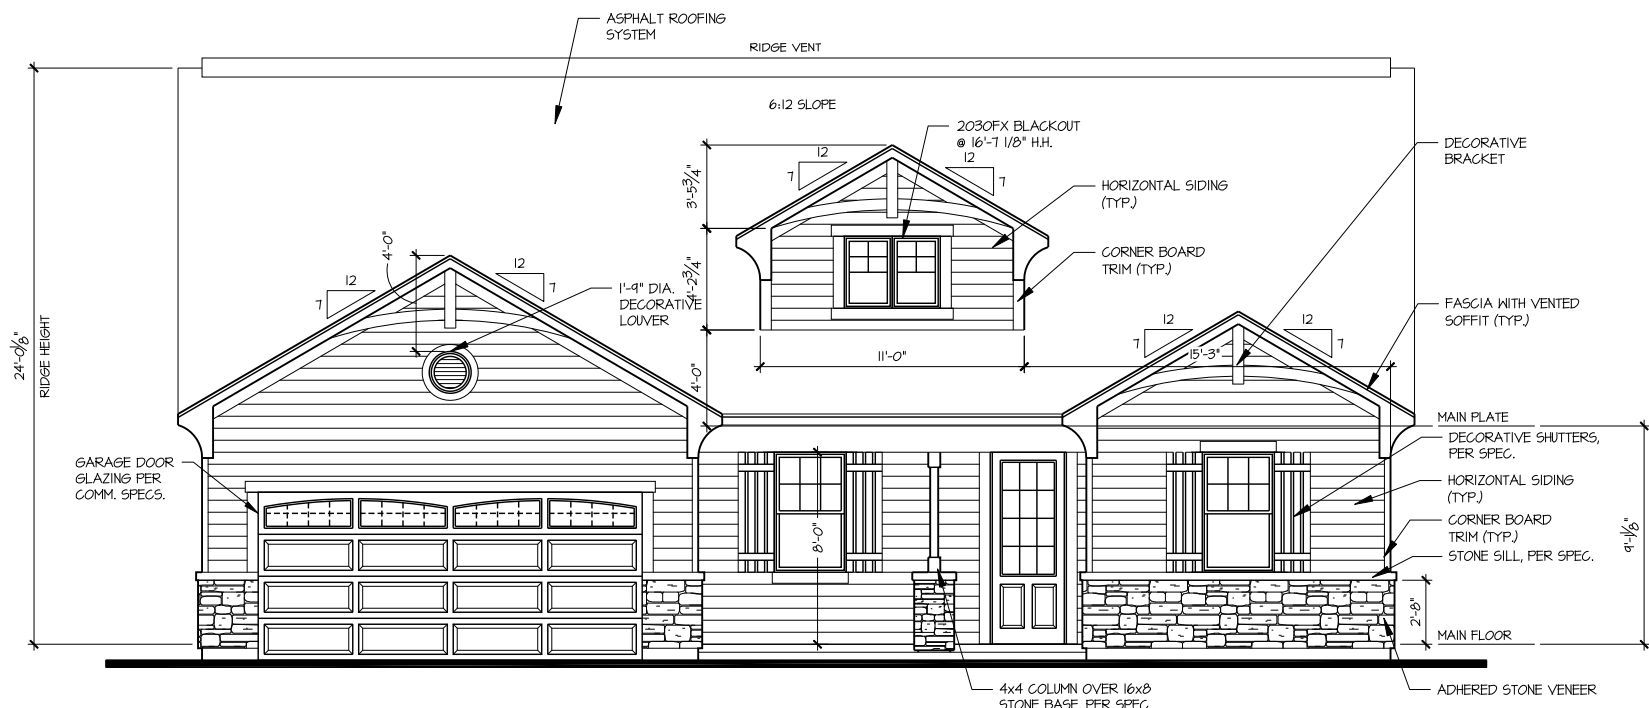 ASPHALT ROOFING
SYSTEM
RIDGE VENT
6:12 SLOPE
2030FX BLACKOUT
@ 16'-7 1/8" H.H.
DECORATIVE
BRACKET
12
7
12
7
3'-5 3/4"
HORIZONTAL SIDING
(TYP.)
4'-2 3/4"
CORNER BOARD
TRIM (TYP.)
4'-0"
12
7
12
7
1'-9" DIA.
DECORATIVE
LOUVER
FASCIA WITH VENTED
SOFFIT (TYP.)
12
7
12
7
24'-0 1/8"
RIDGE HEIGHT
11'-0"
15'-3"
4'-0"
MAIN PLATE
DECORATIVE SHUTTERS,
PER SPEC.
GARAGE DOOR
GLAZING PER
COMM. SPECS.
HORIZONTAL SIDING
(TYP.)
CORNER BOARD
TRIM (TYP.)
8'-0"
9'-1 1/8"
STONE SILL, PER SPEC.
2'-8"
MAIN FLOOR
4x4 COLUMN OVER 16x8
STONE BASE, PER SPEC.
ADHERED STONE VENEER